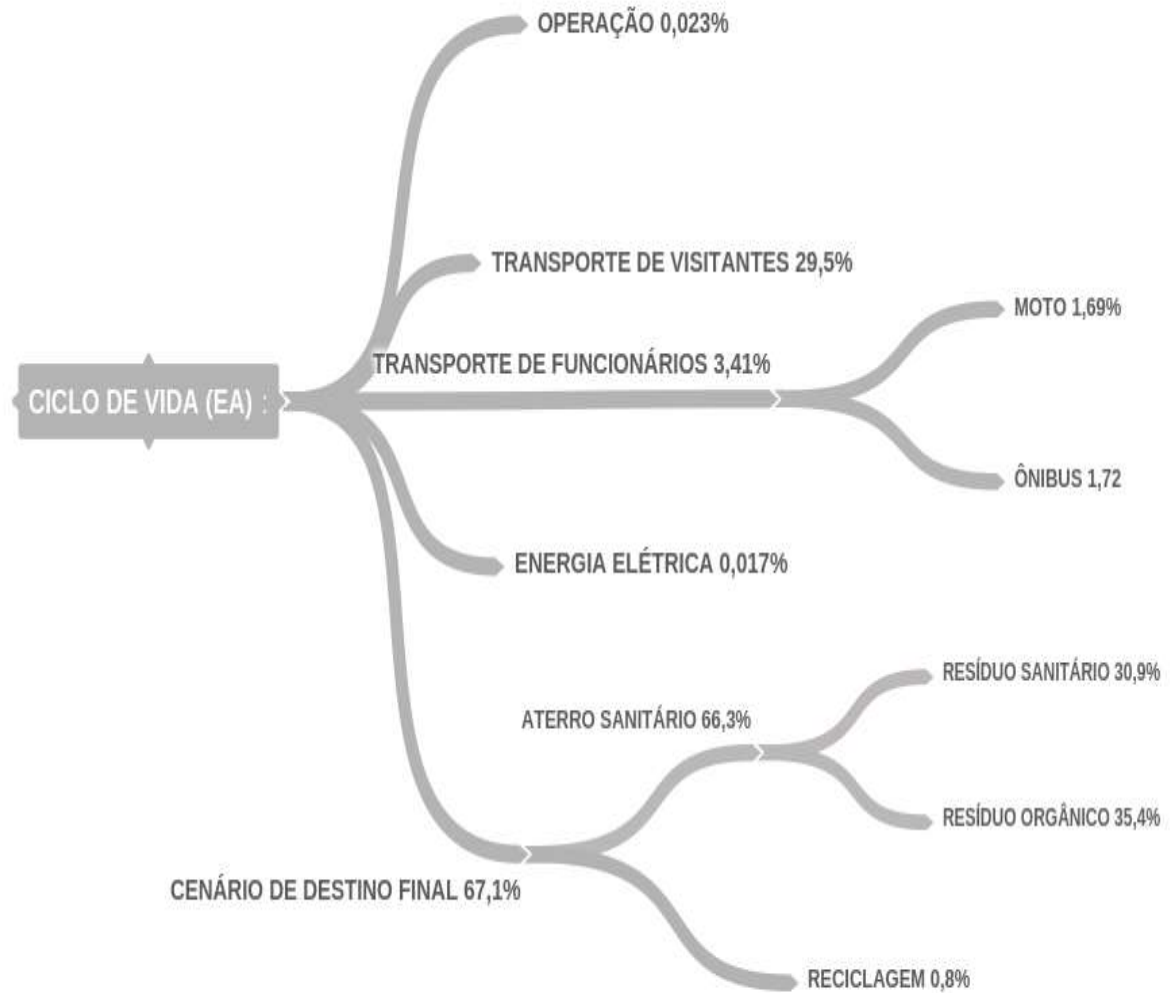 OPERAÇÃO 0,023%
TRANSPORTE DE VISITANTES 29,5%
MOTO 1,69%
TRANSPORTE DE FUNCIONÁRIOS 3,41%
CICLO DE VIDA (EA) :
ÔNIBUS 1,72
ENERGIA ELÉTRICA 0,017%
RESÍDUO SANITÁRIO 30,9%
ATERRO SANITÁRIO 66,3%
RESÍDUO ORGÂNICO 35,4%
CENÁRIO DE DESTINO FINAL 67,1%
RECICLAGEM 0,8%